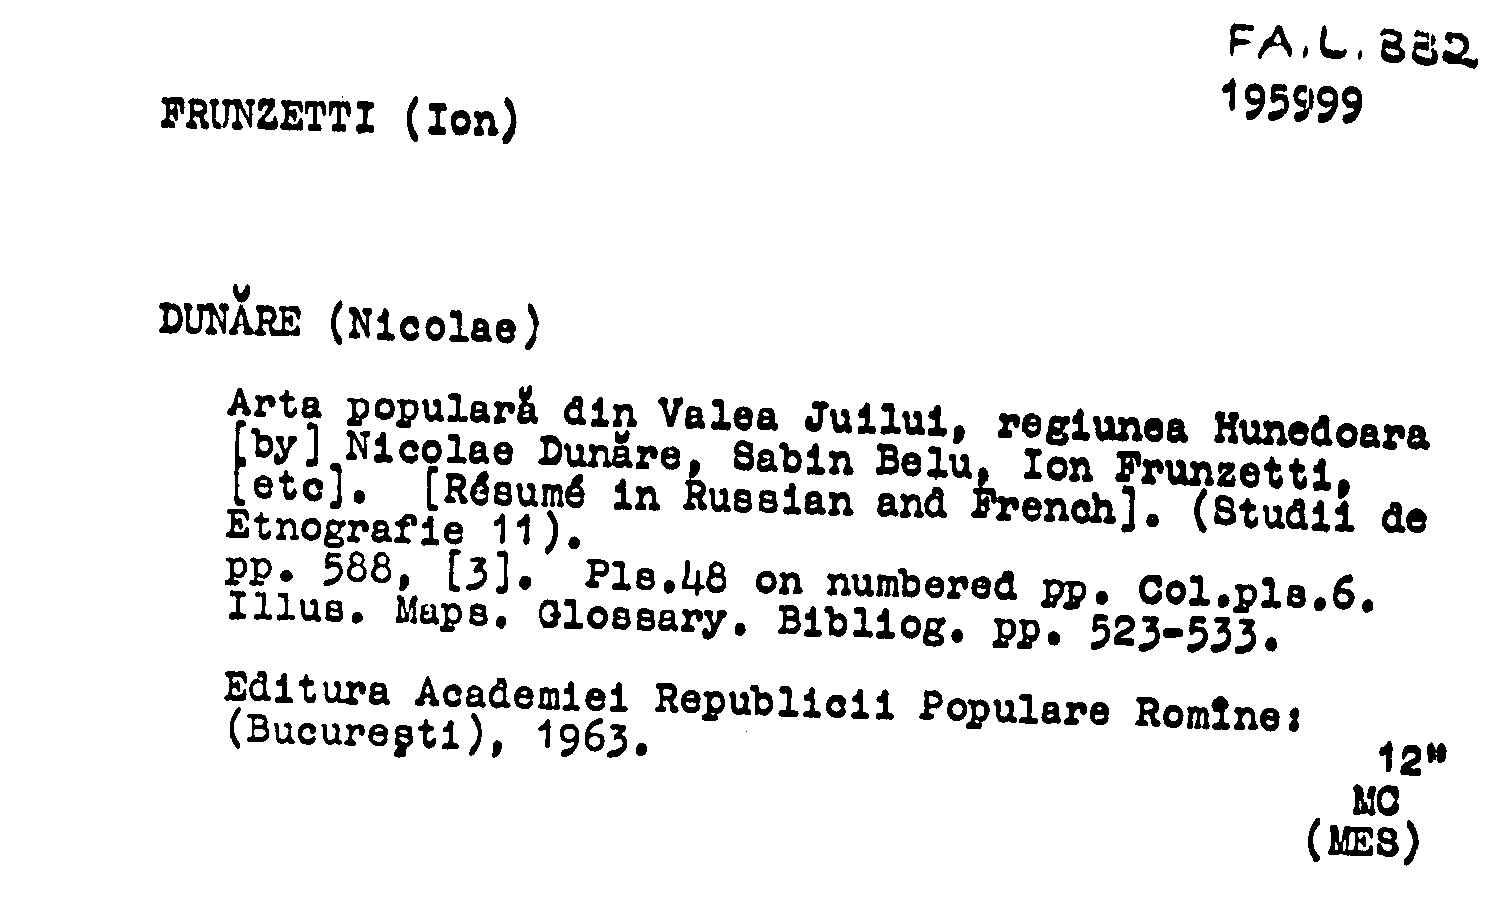 FA.L. 882
195999
FRUNZETTI (Ion)
DUNĂRE (Nicolae)
Arta populară din Valea Juilui, regiunea Hunedoara
[by] Nicolae Dunăre, Sabin Belu, Ion Frunzetti,
[etc]. [Résumé in Russian and French]. (Studii de
Etnografie 11).
pp. 588, [3]. Pls.48 on numbered pp. Col.pls.6.
Illus. Maps. Glossary. Bibliog. pp. 523-533.
Editura Academiei Republicii Populare Romîne:
(Bucureşti), 1963.
12"
MC
(MES)